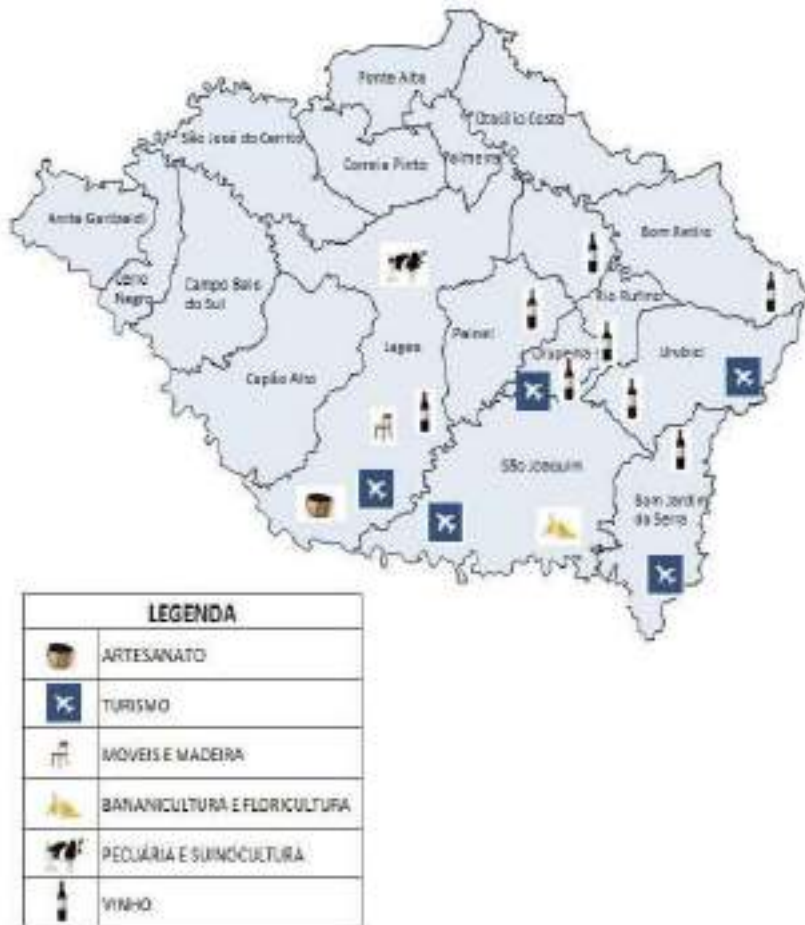 Ponte Alta
Otacílio Costa
São José do Cerrito
Correia Pinto
Palmeira
Anita Garibaldi
Bom Retiro
Cerro
Negro
Campo Belo
do Sul
Rio Rufino
Painel
Lages
Urupema
Urubici
Capão Alto
São Joaquim
Bom Jardim
da Serra
LEGENDA
ARTESANATO
TURISMO
MOVEIS E MADEIRA
BANANICULTURA E FLORICULTURA
PECUÁRIA E SUINOCULTURA
VINHO